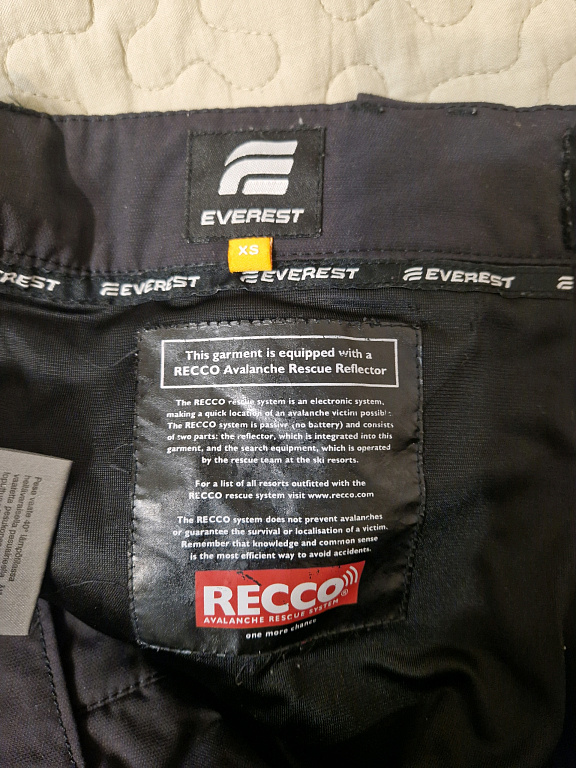 EVEREST
XS
EVEREST EVEREST EVEREST
This garment is equipped with a
RECCO Avalanche Rescue Reflector
The RECCO rescue system is an electronic system,
making a quick location of an avalanche victim possible.
The RECCO system is passive (no battery) and consists
of two parts: the reflector, which is integrated into this
garment, and the search equipment, which is operated
by the rescue team at the ski resorts.
For a list of all resorts outfitted with the
RECCO rescue system visit www.recco.com
The RECCO system does not prevent avalanches
or guarantee the survival or localisation of a victim.
Remember that knowledge and common sense
is the most efficient way to avoid accidents.
RECCO®
AVALANCHE RESCUE SYSTEM
one more chance